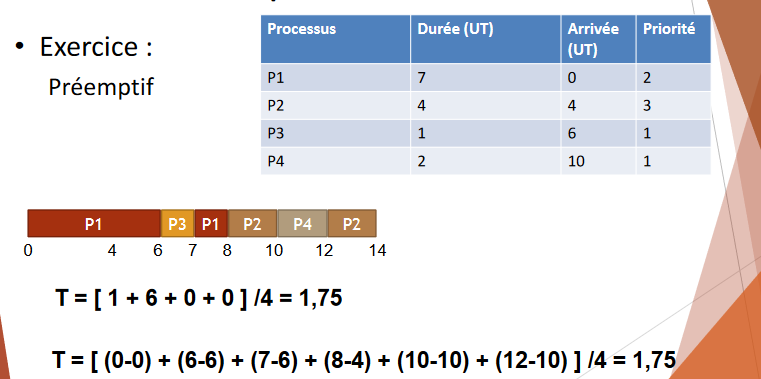 • Exercice :
Préemptif
Processus Durée (UT) Arrivée (UT) Priorité
P1 7 0 2
P2 4 4 3
P3 1 6 1
P4 2 10 1
P1 P3 P1 P2 P4 P2
0 4 6 7 8 10 12 14
T = [ 1 + 6 + 0 + 0 ] /4 = 1,75
T = [ (0-0) + (6-6) + (7-6) + (8-4) + (10-10) + (12-10) ] /4 = 1,75